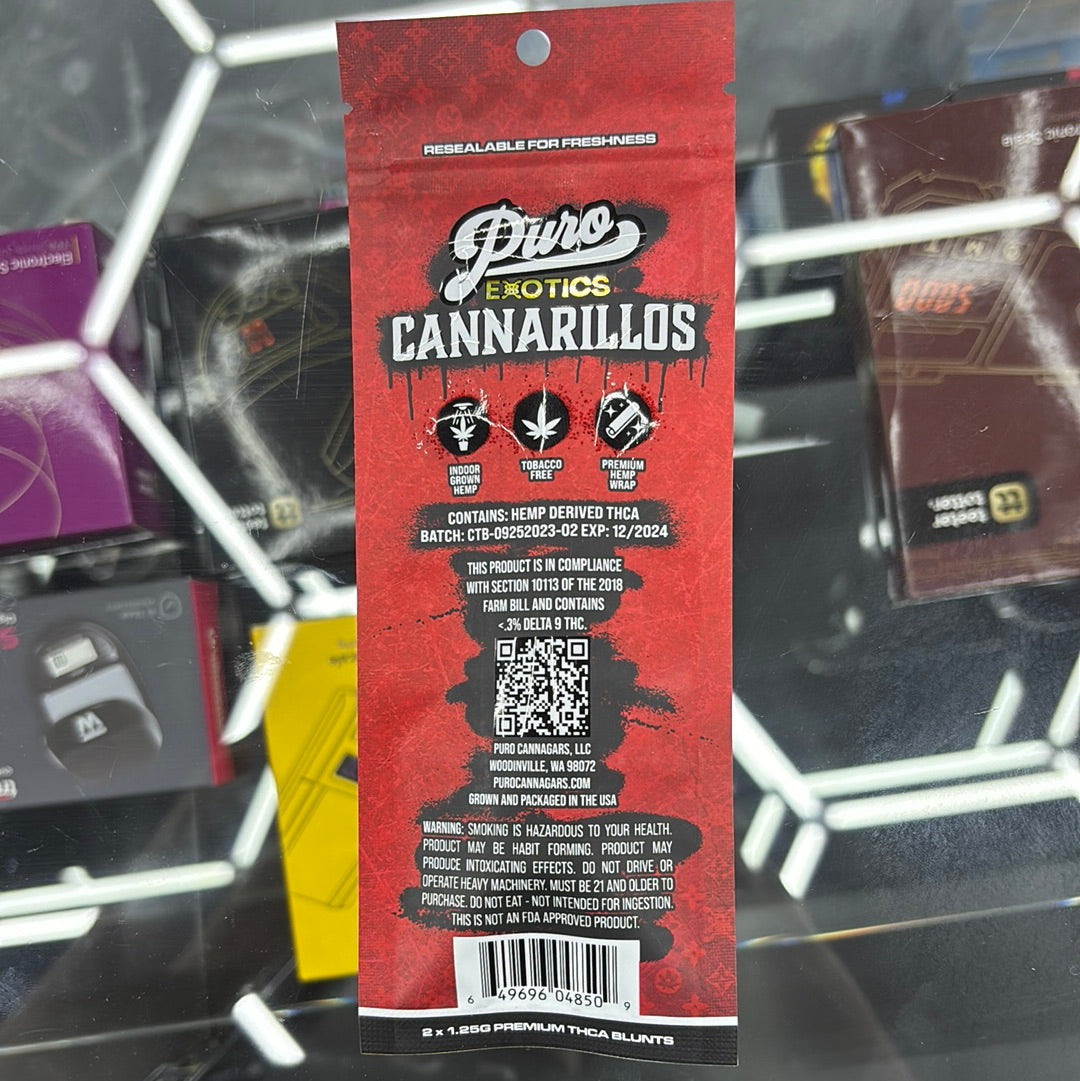 RESEALABLE FOR FRESHNESS
Puro
EXOTICS
CANNARILLOS
INDOOR
GROWN
HEMP
TOBACCO
FREE
PREMIUM
HEMP
WRAP
CONTAINS: HEMP DERIVED THCA
BATCH: CTB-09252023-02 EXP: 12/2024
THIS PRODUCT IS IN COMPLIANCE
WITH SECTION 10113 OF THE 2018
FARM BILL AND CONTAINS
<.3% DELTA 9 THC.
PURO CANNAGARS, LLC
WOODINVILLE, WA 98072
PUROCANNAGARS.COM
GROWN AND PACKAGED IN THE USA
WARNING: SMOKING IS HAZARDOUS TO YOUR HEALTH.
PRODUCT MAY BE HABIT FORMING. PRODUCT MAY
PRODUCE INTOXICATING EFFECTS. DO NOT DRIVE OR
OPERATE HEAVY MACHINERY. MUST BE 21 AND OLDER TO
PURCHASE. DO NOT EAT - NOT INTENDED FOR INGESTION.
THIS IS NOT AN FDA APPROVED PRODUCT.
6 49696 04850 9
2 x 1.25G PREMIUM THCA BLUNTS
Electronic S
tronic Scale